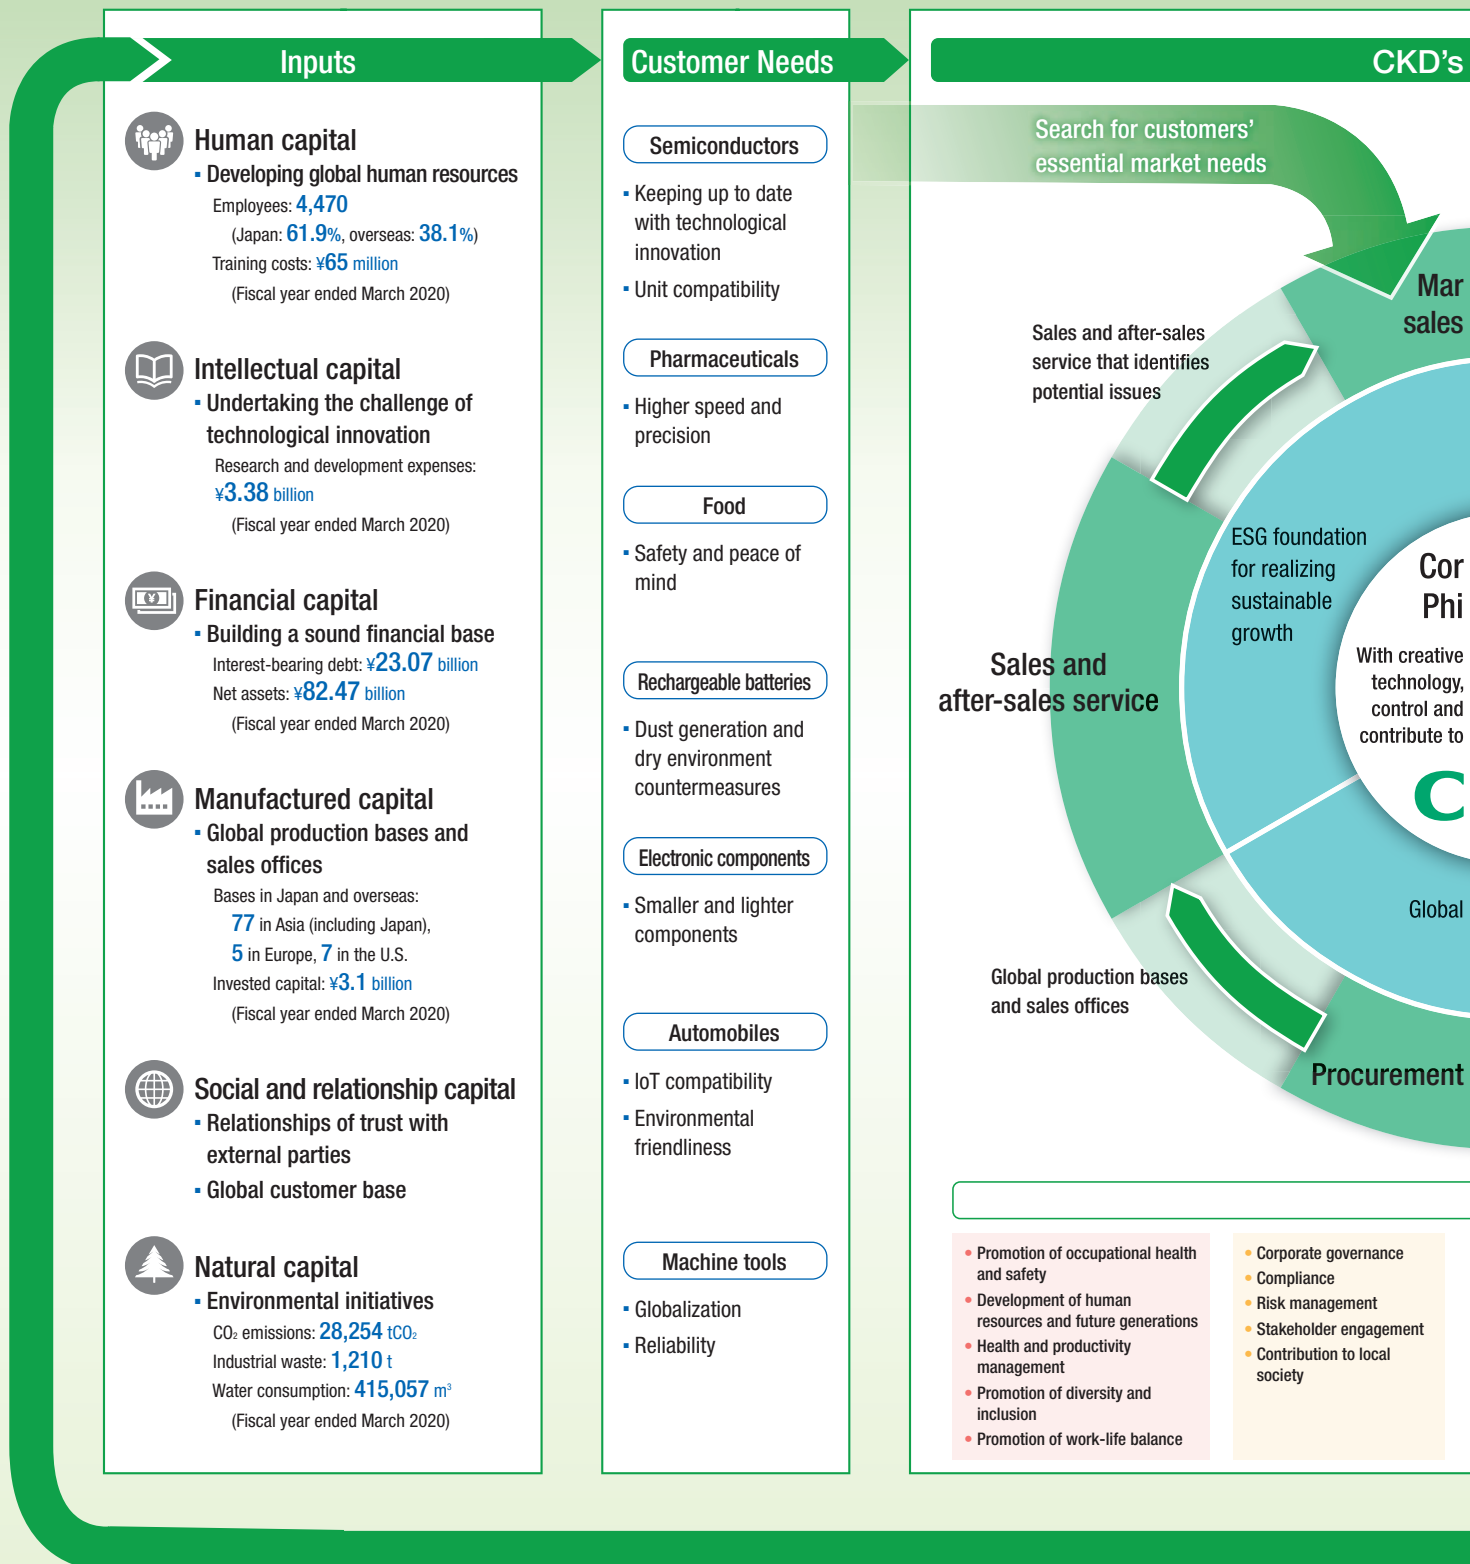 Inputs
Human capital
▪ Developing global human resources
Employees: 4,470
(Japan: 61.9%, overseas: 38.1%)
Training costs: ¥65 million
(Fiscal year ended March 2020)
Intellectual capital
▪ Undertaking the challenge of
technological innovation
Research and development expenses:
¥3.38 billion
(Fiscal year ended March 2020)
Financial capital
▪ Building a sound financial base
Interest-bearing debt: ¥23.07 billion
Net assets: ¥82.47 billion
(Fiscal year ended March 2020)
Manufactured capital
▪ Global production bases and
sales offices
Bases in Japan and overseas:
77 in Asia (including Japan),
5 in Europe, 7 in the U.S.
Invested capital: ¥3.1 billion
(Fiscal year ended March 2020)
Social and relationship capital
▪ Relationships of trust with
external parties
▪ Global customer base
Natural capital
▪ Environmental initiatives
CO₂ emissions: 28,254 tCO₂
Industrial waste: 1,210 t
Water consumption: 415,057 m³
(Fiscal year ended March 2020)
Customer Needs
Semiconductors
▪ Keeping up to date
with technological
innovation
▪ Unit compatibility
Pharmaceuticals
▪ Higher speed and
precision
Food
▪ Safety and peace of
mind
Rechargeable batteries
▪ Dust generation and
dry environment
countermeasures
Electronic components
▪ Smaller and lighter
components
Automobiles
▪ IoT compatibility
▪ Environmental
friendliness
Machine tools
▪ Globalization
▪ Reliability
CKD's
Search for customers'
essential market needs
Mar
sales
Sales and after-sales
service that identifies
potential issues
ESG foundation
for realizing
sustainable
growth
Cor
Phi
With creative
technology,
control and
contribute to
C
Sales and
after-sales service
Global
Global production bases
and sales offices
Procurement
• Promotion of occupational health
and safety
• Development of human
resources and future generations
• Health and productivity
management
• Promotion of diversity and
inclusion
• Promotion of work-life balance
• Corporate governance
• Compliance
• Risk management
• Stakeholder engagement
• Contribution to local
society